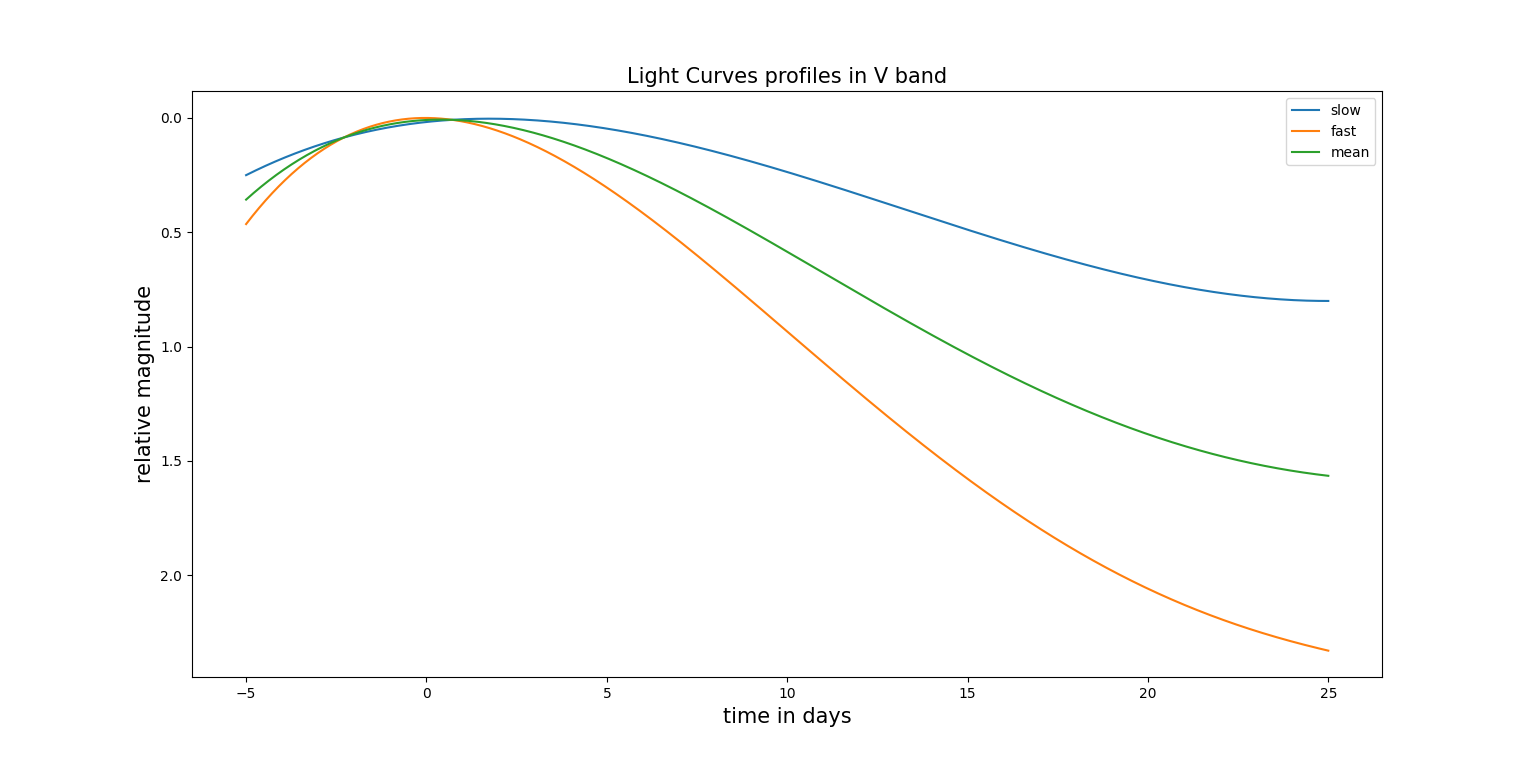 Light Curves profiles in V band
slow
fast
mean
relative magnitude
0.0
0.5
1.0
1.5
2.0
−5
0
5
10
15
20
25
time in days